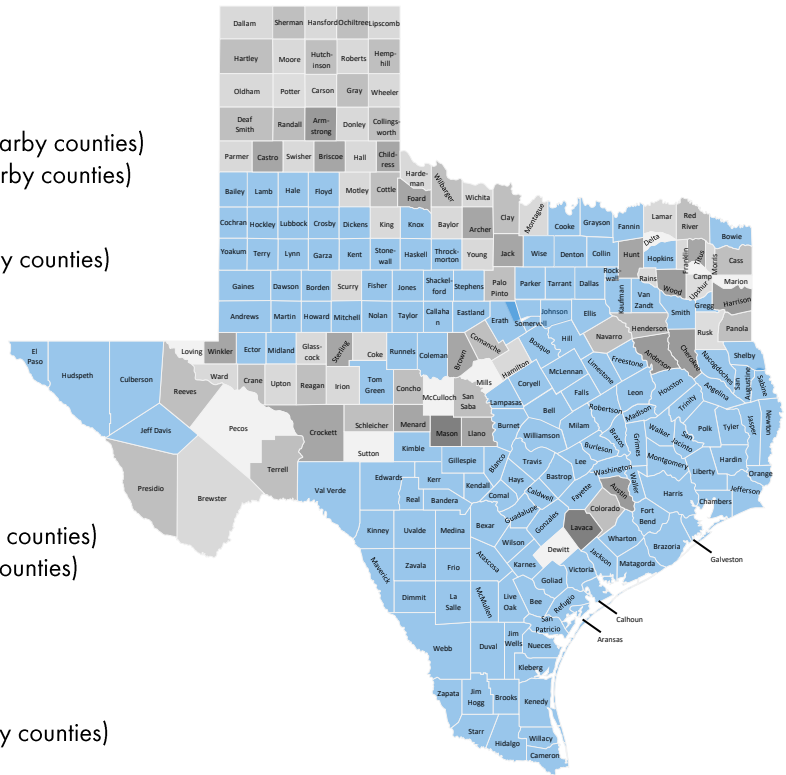 Dallam Sherman Hansford Ochiltree Lipscomb
Hartley Moore Hutch-
inson Roberts Hemp-
hill
Oldham Potter Carson Gray Wheeler
Deaf
Smith Randall Arm-
strong Donley Collings-
worth
arby counties)
Parmer Castro Swisher Briscoe Hall Child-
ress
rby counties)
Harde-
man Wilbarger
Bailey Lamb Hale Floyd Motley Cottle Foard Wichita
Cochran Hockley Lubbock Crosby Dickens King Knox Baylor Archer Clay Montague Cooke Grayson Fannin Lamar Red
River Bowie
y counties)
Yoakum Terry Lynn Garza Kent Stone-
wall Haskell Throck-
morton Young Jack Wise Denton Collin Hunt Delta Hopkins Franklin Titus Morris Cass
Rock-
wall Rains Camp Marion
Gaines Dawson Borden Scurry Fisher Jones Shackel-
ford Stephens Palo
Pinto Parker Tarrant Dallas Kaufman Van
Zandt Wood Upshur Gregg Harrison
Andrews Martin Howard Mitchell Nolan Taylor Callaha
n Eastland Erath Somervell Johnson Ellis Henderson Smith Rusk Panola
El
Paso Hudspeth Culberson Loving Winkler Ector Midland Glass-
cock Sterling Coke Runnels Coleman Brown Comanche Bosque Hill Navarro Anderson Cherokee Nacogdoches Shelby
Reeves Ward Crane Upton Reagan Irion Tom
Green Concho McCulloch San
Saba Mills Hamilton Coryell McLennan Limestone Freestone Leon Houston Angelina San
Augustine Sabine
Jeff Davis Pecos Crockett Schleicher Menard Mason Llano Lampasas Burnet Bell Falls Robertson Madison Trinity Polk Tyler Jasper Newton
Sutton Kimble Williamson Milam Brazos Grimes Walker San
Jacinto Hardin
Presidio Brewster Terrell Val Verde Edwards Gillespie Blanco Travis Lee Burleson Washington Montgomery Liberty Orange
Real Kerr Bandera Kendall Comal Hays Caldwell Bastrop Fayette Austin Waller Harris Chambers Jefferson
counties)
Kinney Uvalde Medina Bexar Guadalupe Gonzales Lavaca Colorado Fort
Bend Brazoria Galveston
ounties)
Maverick Zavala Frio Atascosa Wilson Karnes Dewitt Jackson Wharton Matagorda
Dimmit La
Salle McMullen Live
Oak Bee Goliad Victoria Refugio Calhoun
Webb Duval Jim
Wells San
Patricio Nueces Aransas
Kleberg
Zapata Jim
Hogg Brooks Kenedy
y counties)
Starr Hidalgo Willacy
Cameron